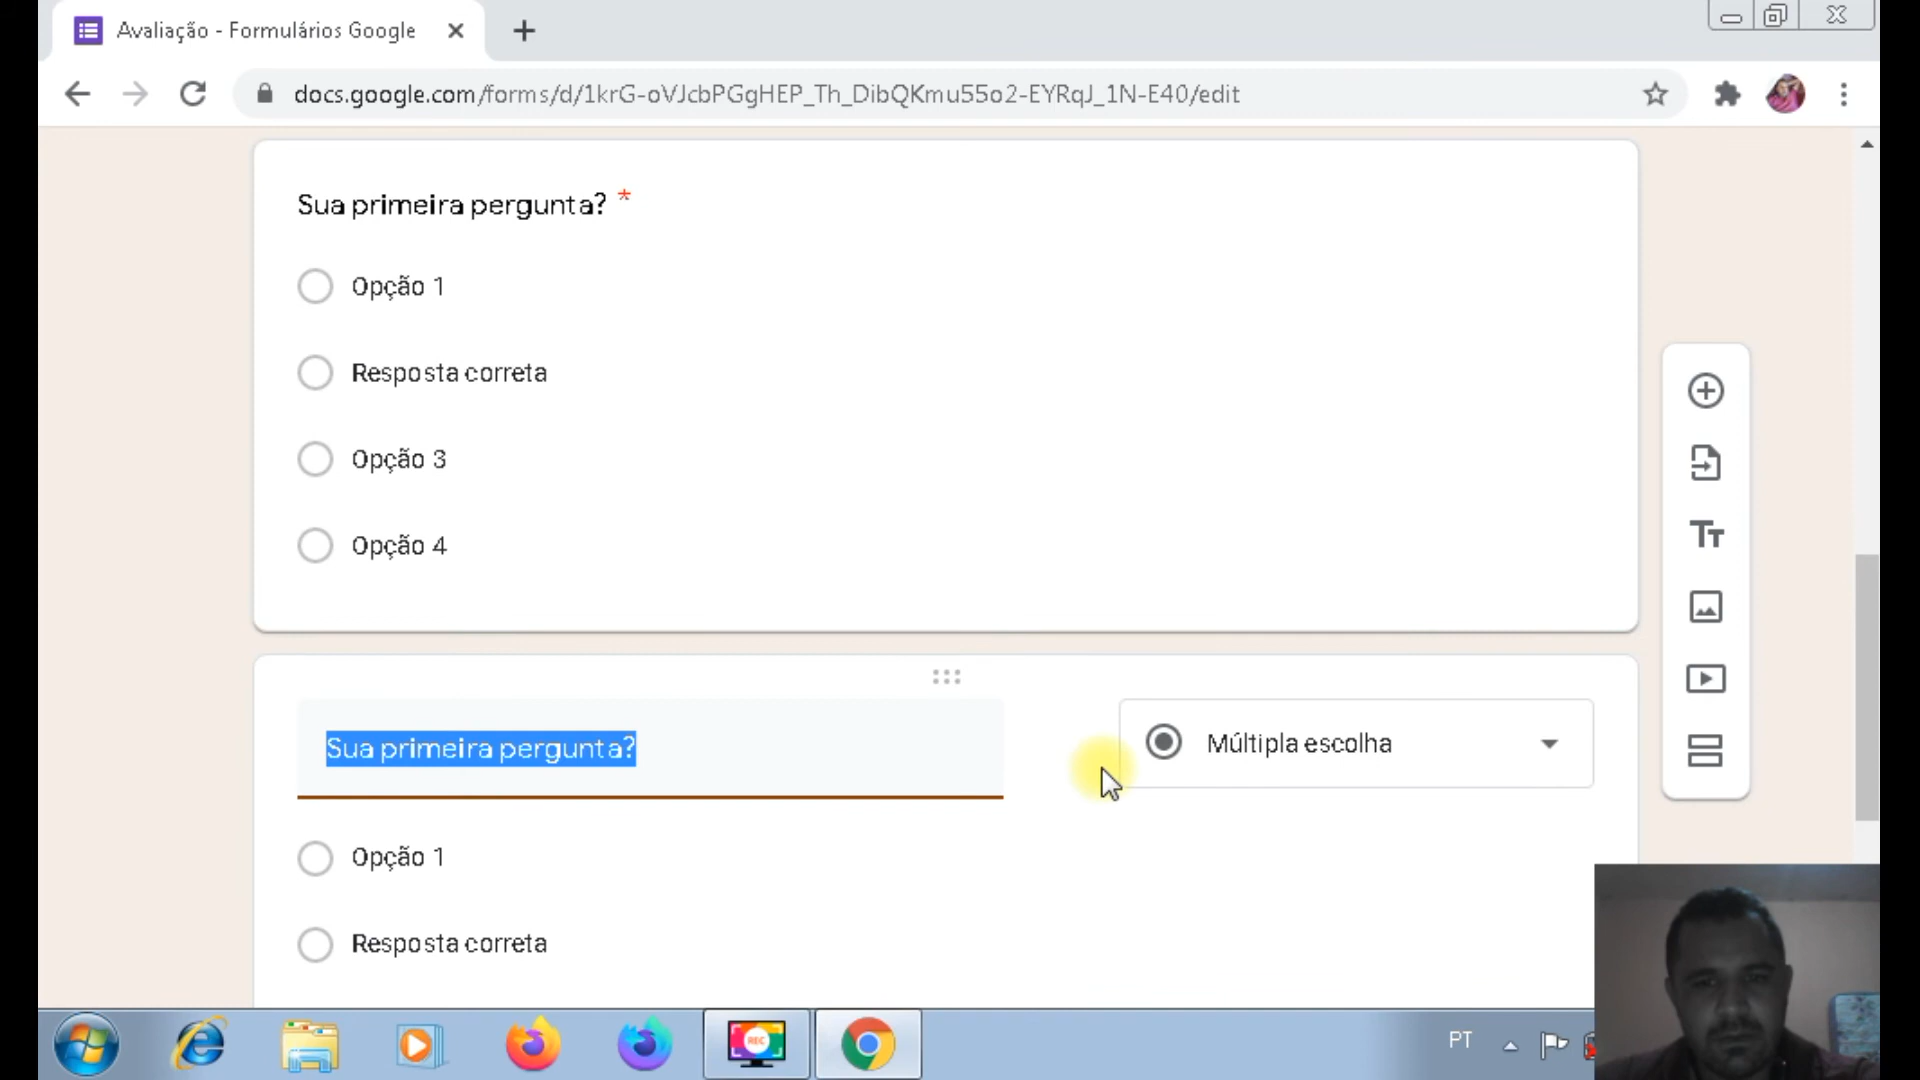 Avaliação - Formulários Google
docs.google.com/forms/d/1krG-oVJcbPGgHEP_Th_DibQKmu55o2-EYRqJ_1N-E40/edit
Sua primeira pergunta? *
Opção 1
Resposta correta
Opção 3
Opção 4
Sua primeira pergunta?
Múltipla escolha
Opção 1
Resposta correta
REC
PT